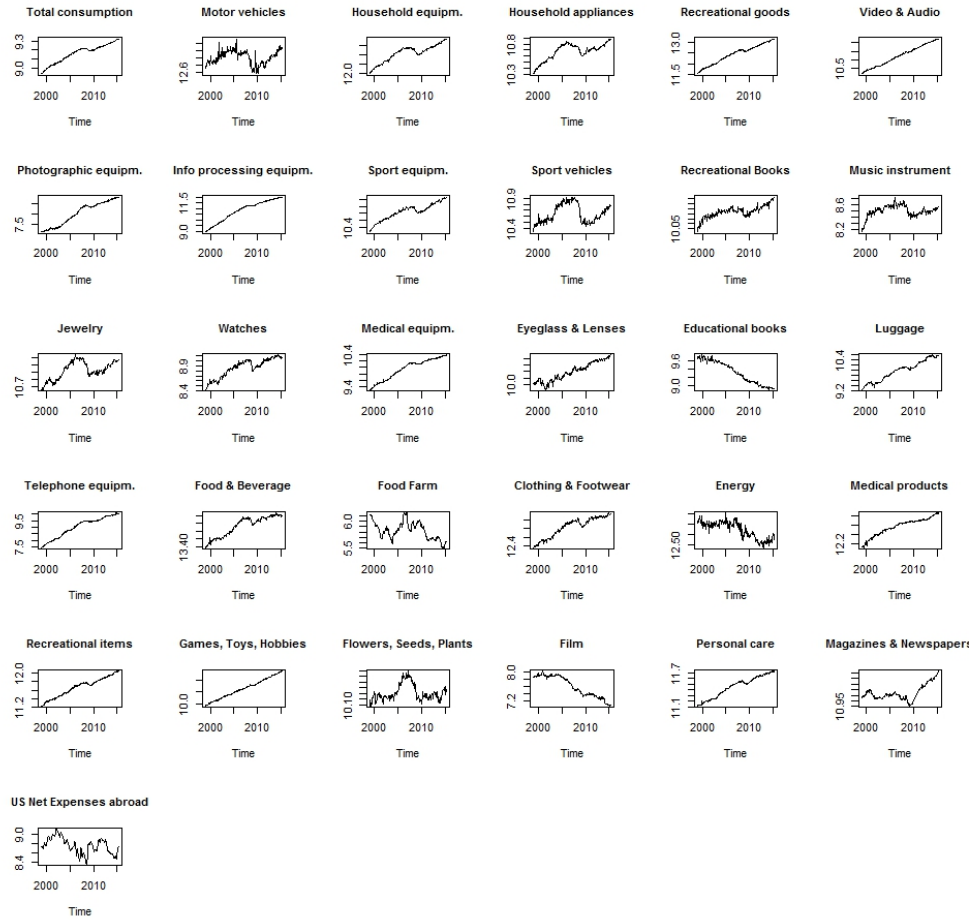 Total consumption
9.3
9.0
2000 2010
Time
Motor vehicles
12.6
2000 2010
Time
Household equipm.
12.0
2000 2010
Time
Household appliances
10.8
10.3
2000 2010
Time
Recreational goods
13.0
11.5
2000 2010
Time
Video & Audio
10.5
2000 2010
Time
Photographic equipm.
7.5
2000 2010
Time
Info processing equipm.
11.5
9.0
2000 2010
Time
Sport equipm.
10.4
2000 2010
Time
Sport vehicles
10.9
10.4
2000 2010
Time
Recreational Books
10.05
2000 2010
Time
Music instrument
8.6
8.2
2000 2010
Time
Jewelry
10.7
2000 2010
Time
Watches
8.9
8.4
2000 2010
Time
Medical equipm.
10.4
9.4
2000 2010
Time
Eyeglass & Lenses
10.0
2000 2010
Time
Educational books
9.6
9.0
2000 2010
Time
Luggage
10.4
9.2
2000 2010
Time
Telephone equipm.
9.5
7.5
2000 2010
Time
Food & Beverage
13.40
2000 2010
Time
Food Farm
6.0
5.5
2000 2010
Time
Clothing & Footwear
12.4
2000 2010
Time
Energy
12.50
2000 2010
Time
Medical products
12.2
2000 2010
Time
Recreational items
12.0
11.2
2000 2010
Time
Games, Toys, Hobbies
10.0
2000 2010
Time
Flowers, Seeds, Plants
10.10
2000 2010
Time
Film
8.0
7.2
2000 2010
Time
Personal care
11.7
11.1
2000 2010
Time
Magazines & Newspapers
10.95
2000 2010
Time
US Net Expenses abroad
9.0
8.4
2000 2010
Time